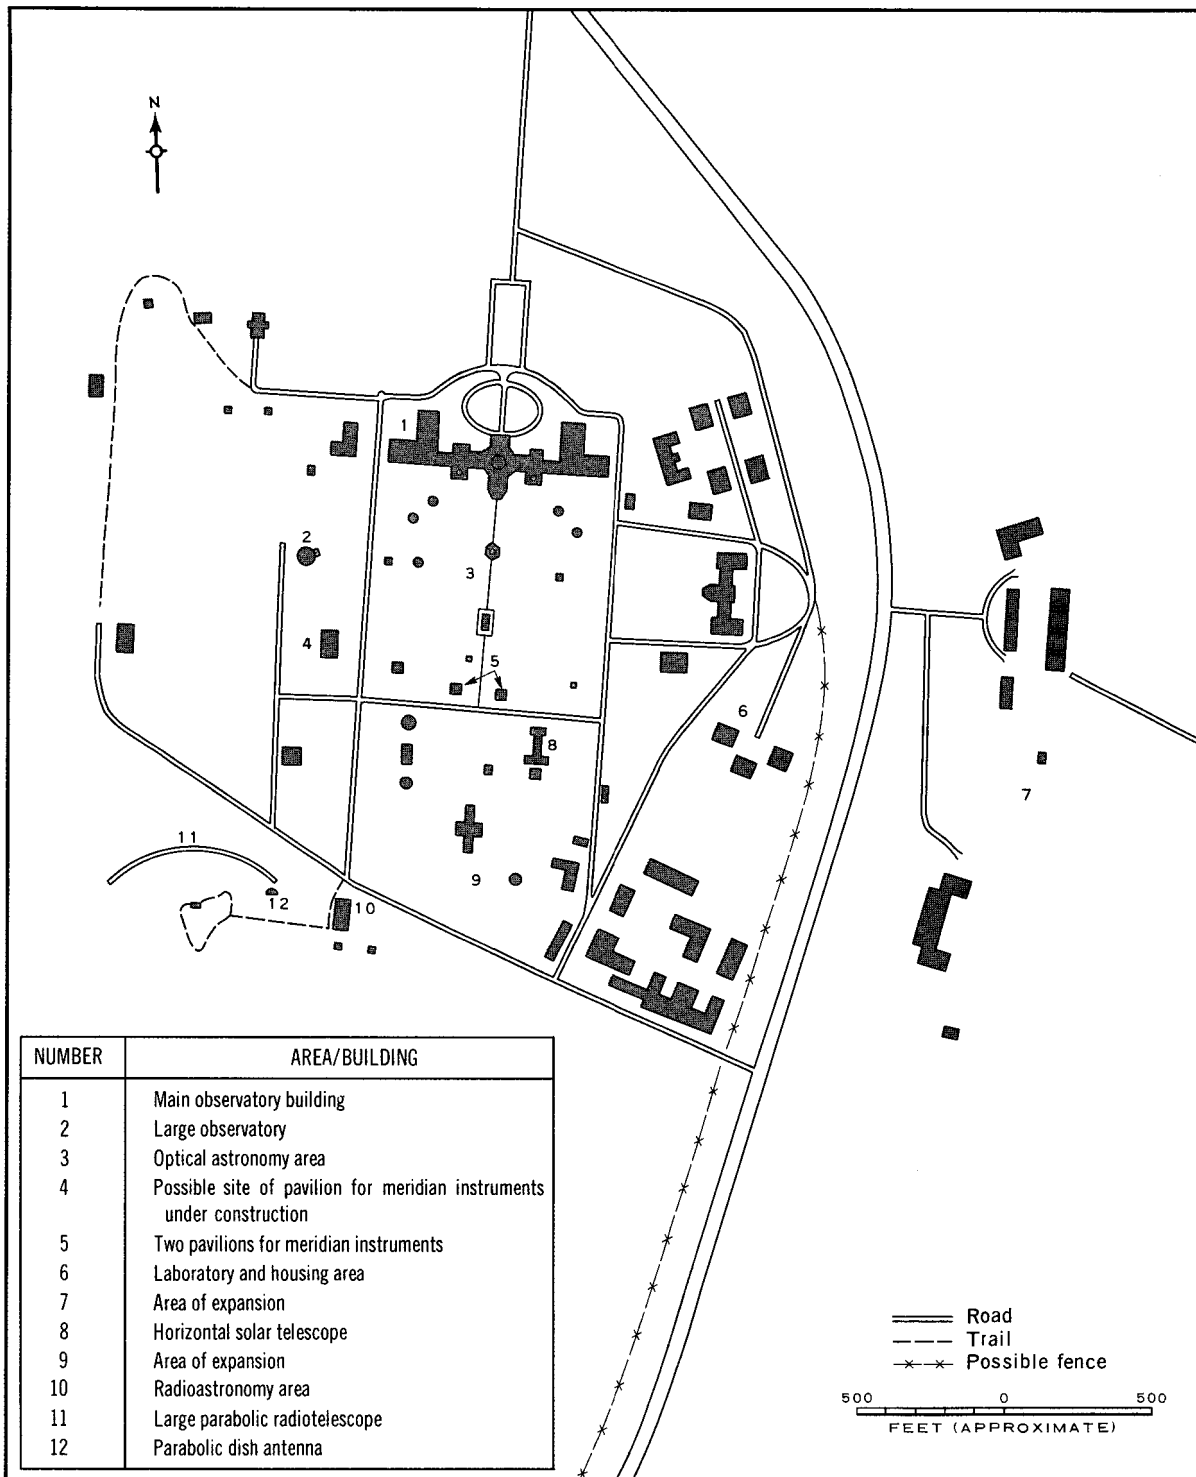 N
1
2
3
4
5
6
7
8
9
10
11
12
NUMBER AREA/BUILDING
1 Main observatory building
2 Large observatory
3 Optical astronomy area
4 Possible site of pavilion for meridian instruments
under construction
5 Two pavilions for meridian instruments
6 Laboratory and housing area
7 Area of expansion
8 Horizontal solar telescope
9 Area of expansion
10 Radioastronomy area
11 Large parabolic radiotelescope
12 Parabolic dish antenna
Road
Trail
Possible fence
500 0 500
FEET (APPROXIMATE)